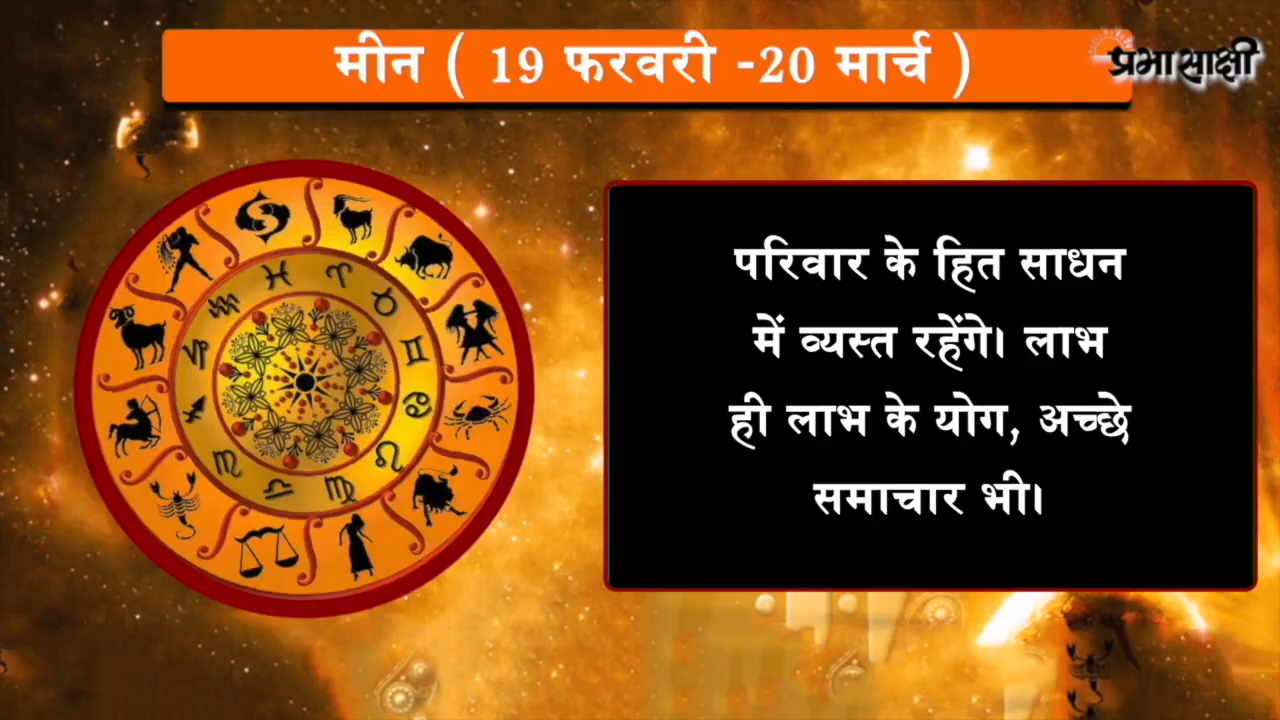 मीन ( 19 फरवरी -20 मार्च )
प्रभासाक्षी
परिवार के हित साधन
में व्यस्त रहेंगे। लाभ
ही लाभ के योग, अच्छे
समाचार भी।